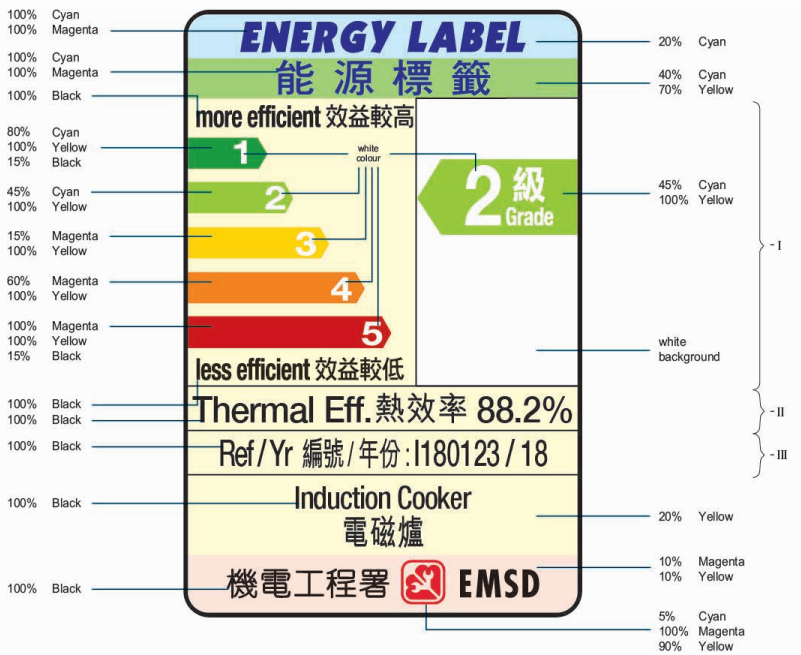 100% Cyan
100% Magenta
100% Cyan
100% Magenta
100% Black
80% Cyan
100% Yellow
15% Black
45% Cyan
100% Yellow
15% Magenta
100% Yellow
60% Magenta
100% Yellow
100% Magenta
100% Yellow
15% Black
100% Black
100% Black
100% Black
100% Black
100% Black
ENERGY LABEL
能源標籤
more efficient 效益較高
1
white
colour
2
3
4
5
2 級
Grade
less efficient 效益較低
Thermal Eff. 熱效率 88.2%
Ref / Yr 編號 / 年份 : I180123 / 18
Induction Cooker
電磁爐
機電工程署 EMSD
20% Cyan
40% Cyan
70% Yellow
45% Cyan
100% Yellow
white
background
20% Yellow
10% Magenta
10% Yellow
5% Cyan
100% Magenta
90% Yellow
- I
- II
- III